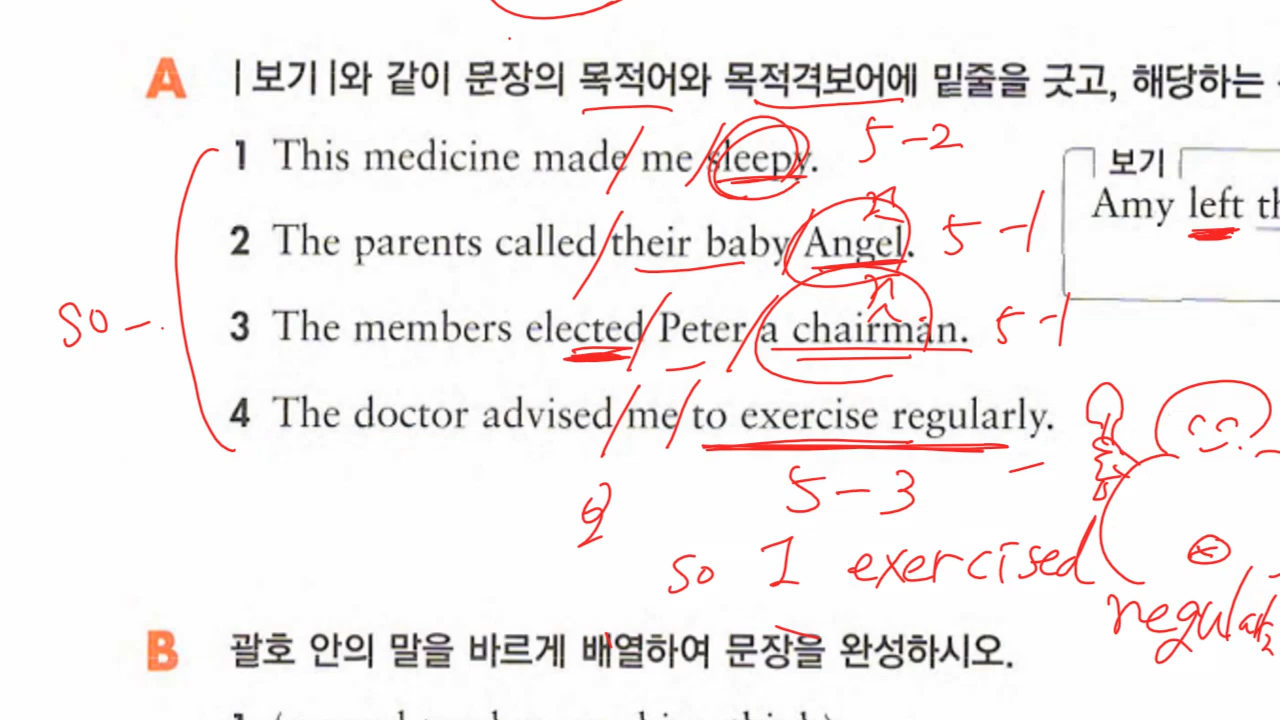 A |보기|와 같이 문장의 목적어와 목적격보어에 밑줄을 긋고, 해당하는
1 This medicine made me sleepy. 5-2
보기
Amy left th
2 The parents called their baby Angel. 5-1
n
so -
3 The members elected Peter a chairman. 5-1
n
4 The doctor advised me to exercise regularly.
5-3
so I exercised
B 괄호 안의 말을 바르게 배열하여 문장을 완성하시오.